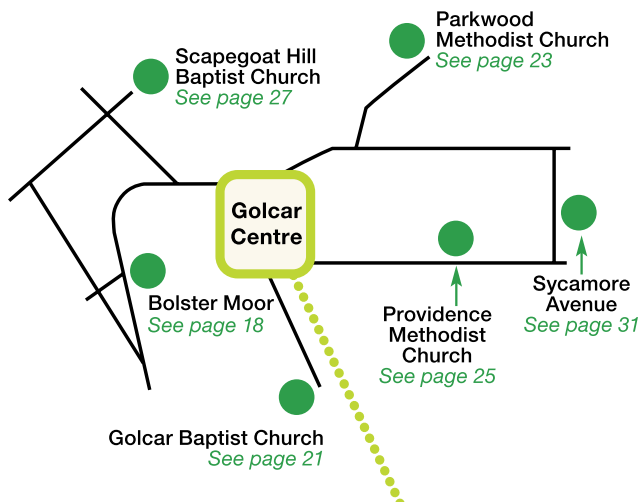 Parkwood
Methodist Church
See page 23
Scapegoat Hill
Baptist Church
See page 27
Golcar
Centre
Bolster Moor
See page 18
Providence
Methodist
Church
See page 25
Sycamore
Avenue
See page 31
Golcar Baptist Church
See page 21